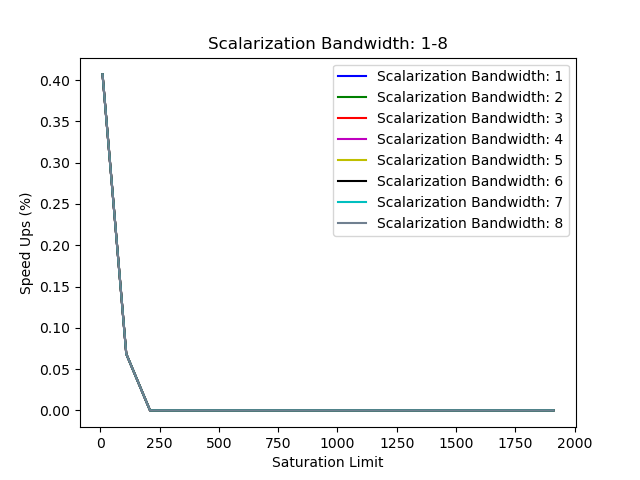 Scalarization Bandwidth: 1-8
Scalarization Bandwidth: 1
Scalarization Bandwidth: 2
Scalarization Bandwidth: 3
Scalarization Bandwidth: 4
Scalarization Bandwidth: 5
Scalarization Bandwidth: 6
Scalarization Bandwidth: 7
Scalarization Bandwidth: 8
Speed Ups (%)
0.40
0.35
0.30
0.25
0.20
0.15
0.10
0.05
0.00
0 250 500 750 1000 1250 1500 1750 2000
Saturation Limit